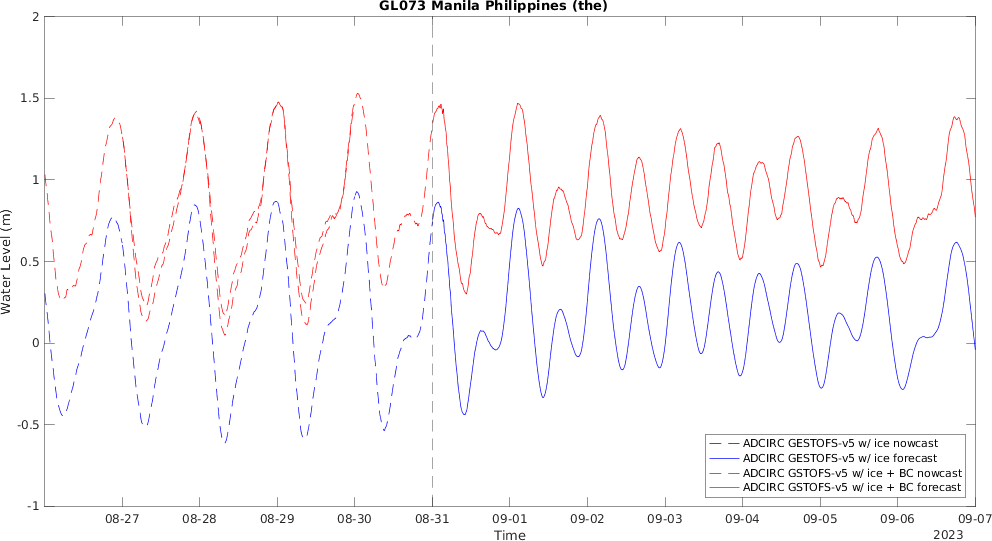 GL073 Manila Philippines (the)
2
1.5
1
0.5
0
-0.5
-1
Water Level (m)
ADCIRC GESTOFS-v5 w/ ice nowcast
ADCIRC GESTOFS-v5 w/ ice forecast
ADCIRC GSTOFS-v5 w/ ice + BC nowcast
ADCIRC GSTOFS-v5 w/ ice + BC forecast
08-27 08-28 08-29 08-30 08-31 09-01 09-02 09-03 09-04 09-05 09-06 09-07
Time
2023